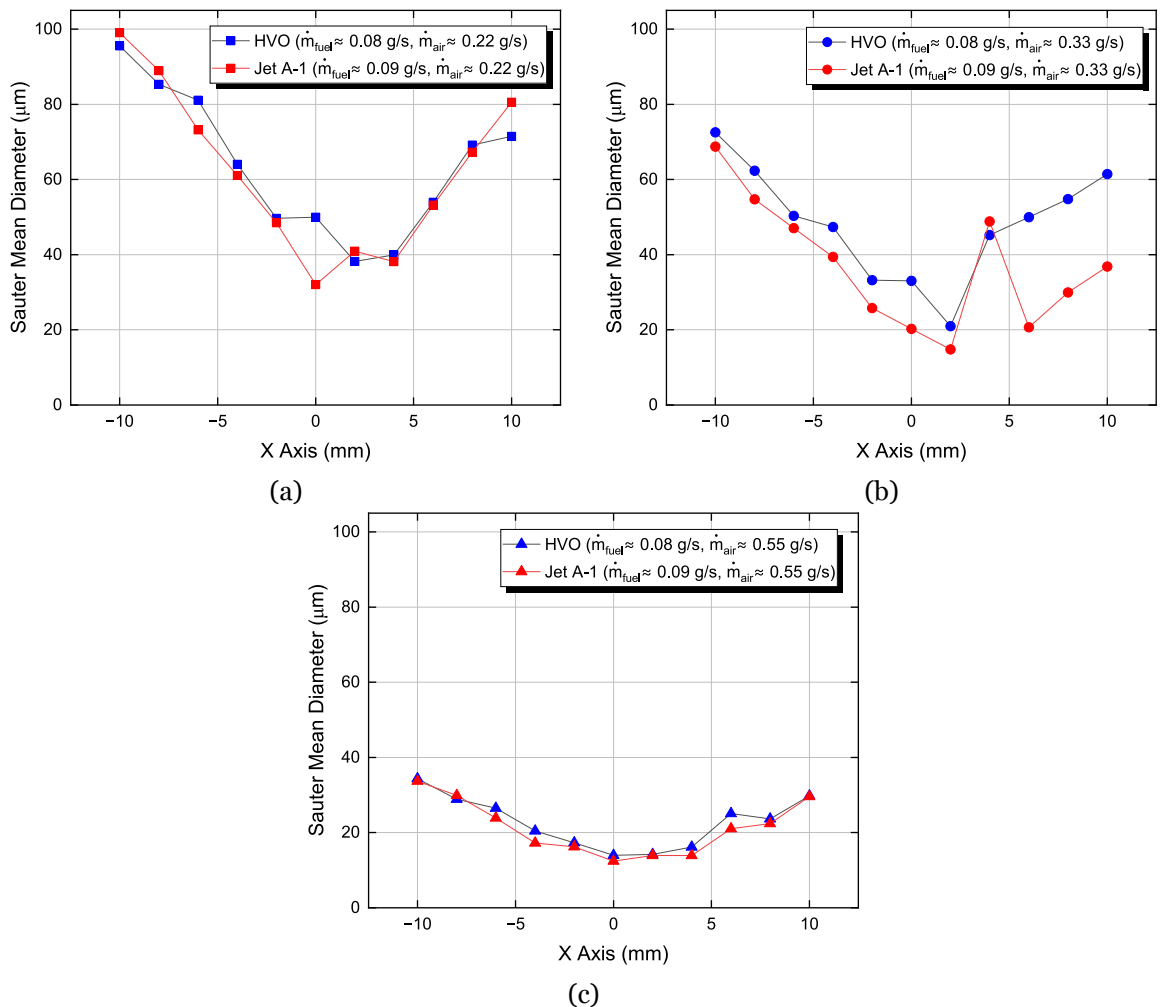 HVO (ṁfuel ≈ 0.08 g/s, ṁair ≈ 0.22 g/s)
Jet A-1 (ṁfuel ≈ 0.09 g/s, ṁair ≈ 0.22 g/s)
100
80
60
40
20
0
Sauter Mean Diameter (μm)
−10 −5 0 5 10
X Axis (mm)
(a)
HVO (ṁfuel ≈ 0.08 g/s, ṁair ≈ 0.33 g/s)
Jet A-1 (ṁfuel ≈ 0.09 g/s, ṁair ≈ 0.33 g/s)
100
80
60
40
20
0
Sauter Mean Diameter (μm)
−10 −5 0 5 10
X Axis (mm)
(b)
HVO (ṁfuel ≈ 0.08 g/s, ṁair ≈ 0.55 g/s)
Jet A-1 (ṁfuel ≈ 0.09 g/s, ṁair ≈ 0.55 g/s)
100
80
60
40
20
0
Sauter Mean Diameter (μm)
−10 −5 0 5 10
X Axis (mm)
(c)